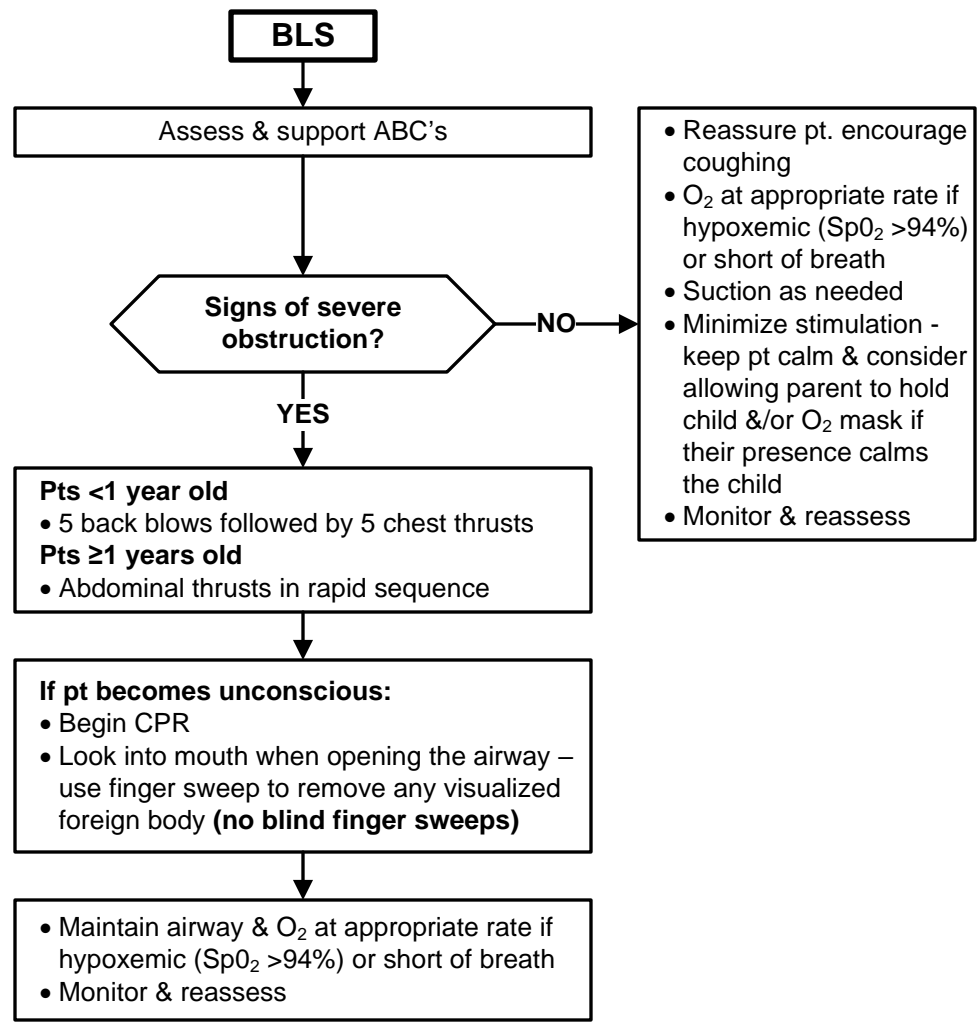 BLS
Assess & support ABC's
Signs of severe
obstruction?
NO
YES
• Reassure pt. encourage
coughing
• O₂ at appropriate rate if
hypoxemic (Sp0₂ >94%)
or short of breath
• Suction as needed
• Minimize stimulation -
keep pt calm & consider
allowing parent to hold
child &/or O₂ mask if
their presence calms
the child
• Monitor & reassess
Pts <1 year old
• 5 back blows followed by 5 chest thrusts
Pts ≥1 years old
• Abdominal thrusts in rapid sequence
If pt becomes unconscious:
• Begin CPR
• Look into mouth when opening the airway –
use finger sweep to remove any visualized
foreign body (no blind finger sweeps)
• Maintain airway & O₂ at appropriate rate if
hypoxemic (Sp0₂ >94%) or short of breath
• Monitor & reassess